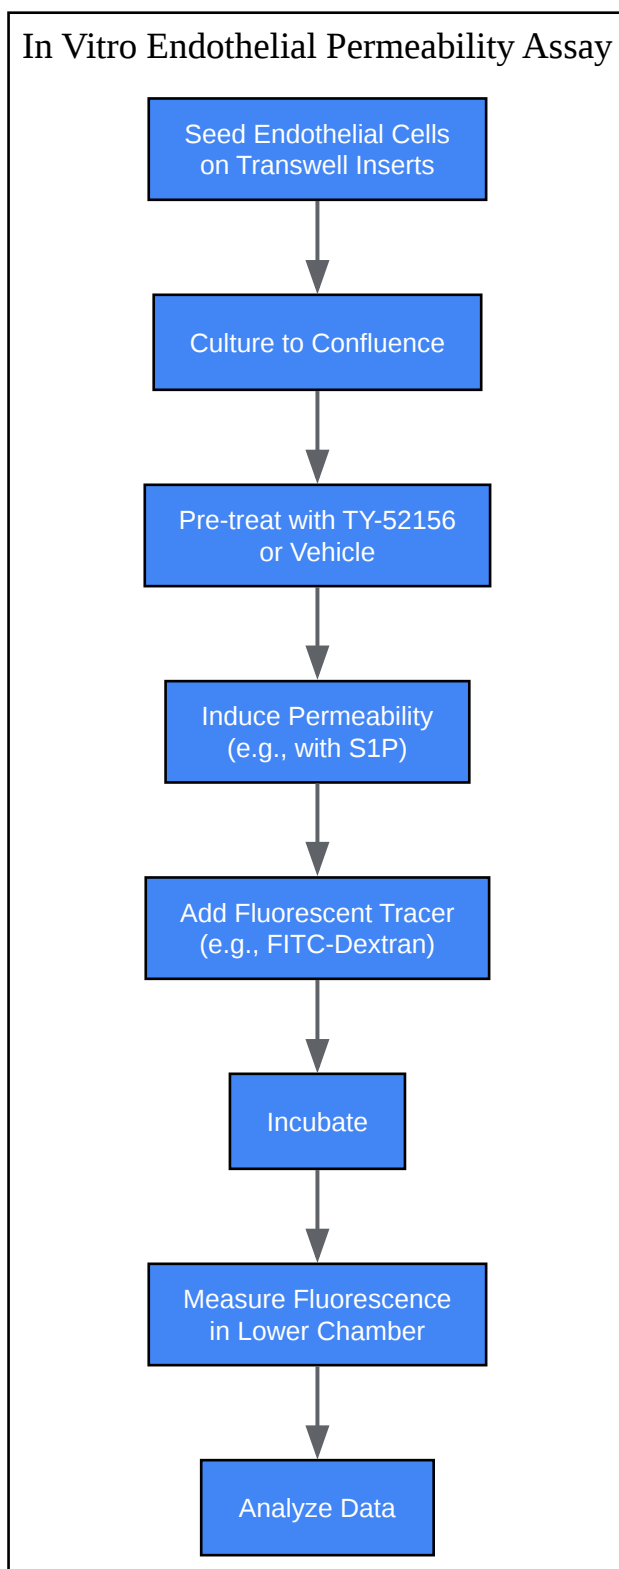 In Vitro Endothelial Permeability Assay
Seed Endothelial Cells
on Transwell Inserts
Culture to Confluence
Pre-treat with TY-52156
or Vehicle
Induce Permeability
(e.g., with S1P)
Add Fluorescent Tracer
(e.g., FITC-Dextran)
Incubate
Measure Fluorescence
in Lower Chamber
Analyze Data